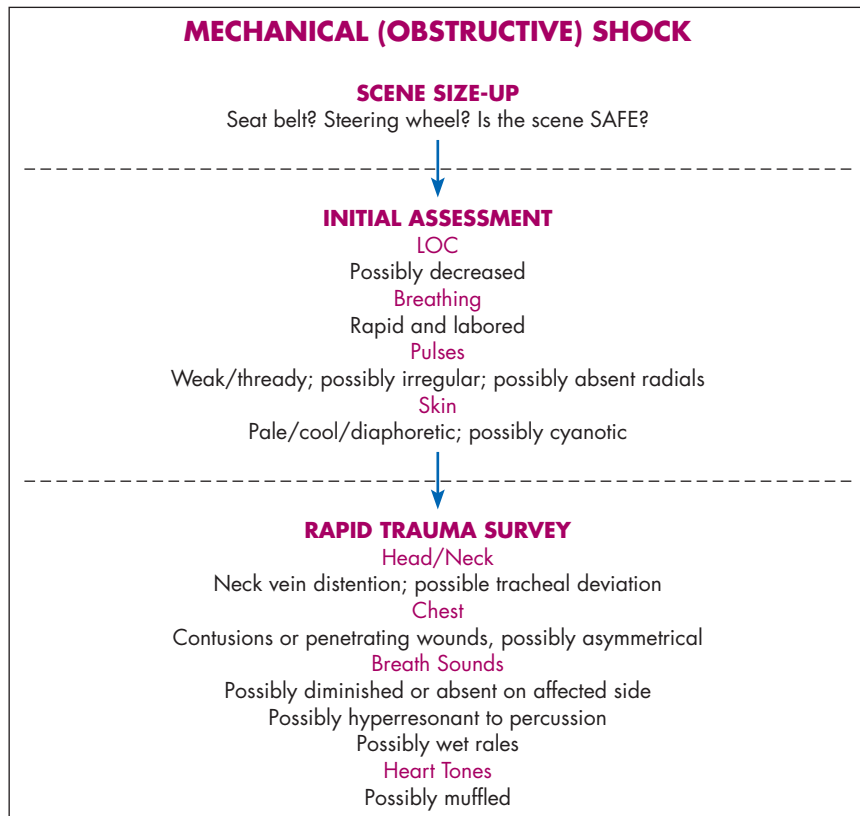 MECHANICAL (OBSTRUCTIVE) SHOCK
SCENE SIZE-UP
Seat belt? Steering wheel? Is the scene SAFE?
INITIAL ASSESSMENT
LOC
Possibly decreased
Breathing
Rapid and labored
Pulses
Weak/thready; possibly irregular; possibly absent radials
Skin
Pale/cool/diaphoretic; possibly cyanotic
RAPID TRAUMA SURVEY
Head/Neck
Neck vein distention; possible tracheal deviation
Chest
Contusions or penetrating wounds, possibly asymmetrical
Breath Sounds
Possibly diminished or absent on affected side
Possibly hyperresonant to percussion
Possibly wet rales
Heart Tones
Possibly muffled